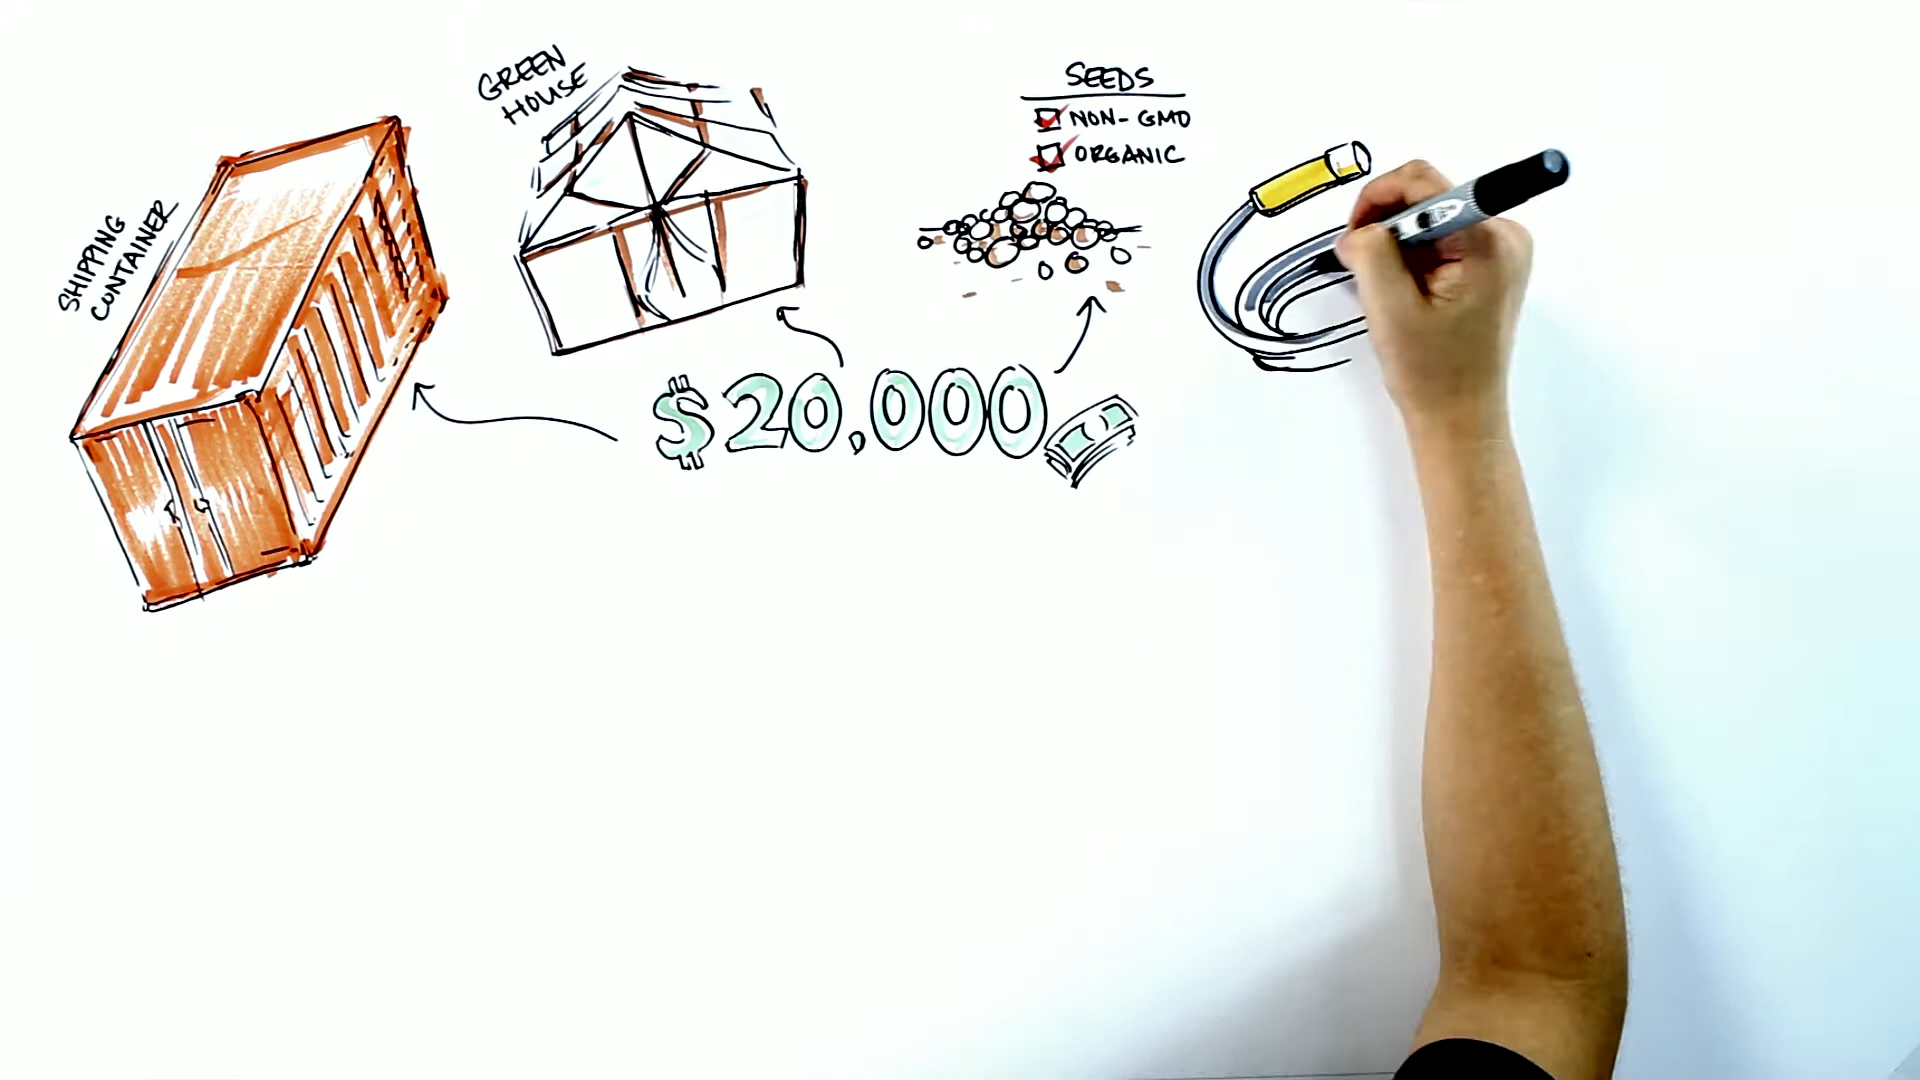 SHIPPING
CONTAINER
GREEN
HOUSE
SEEDS
NON-GMO
ORGANIC
$20,000